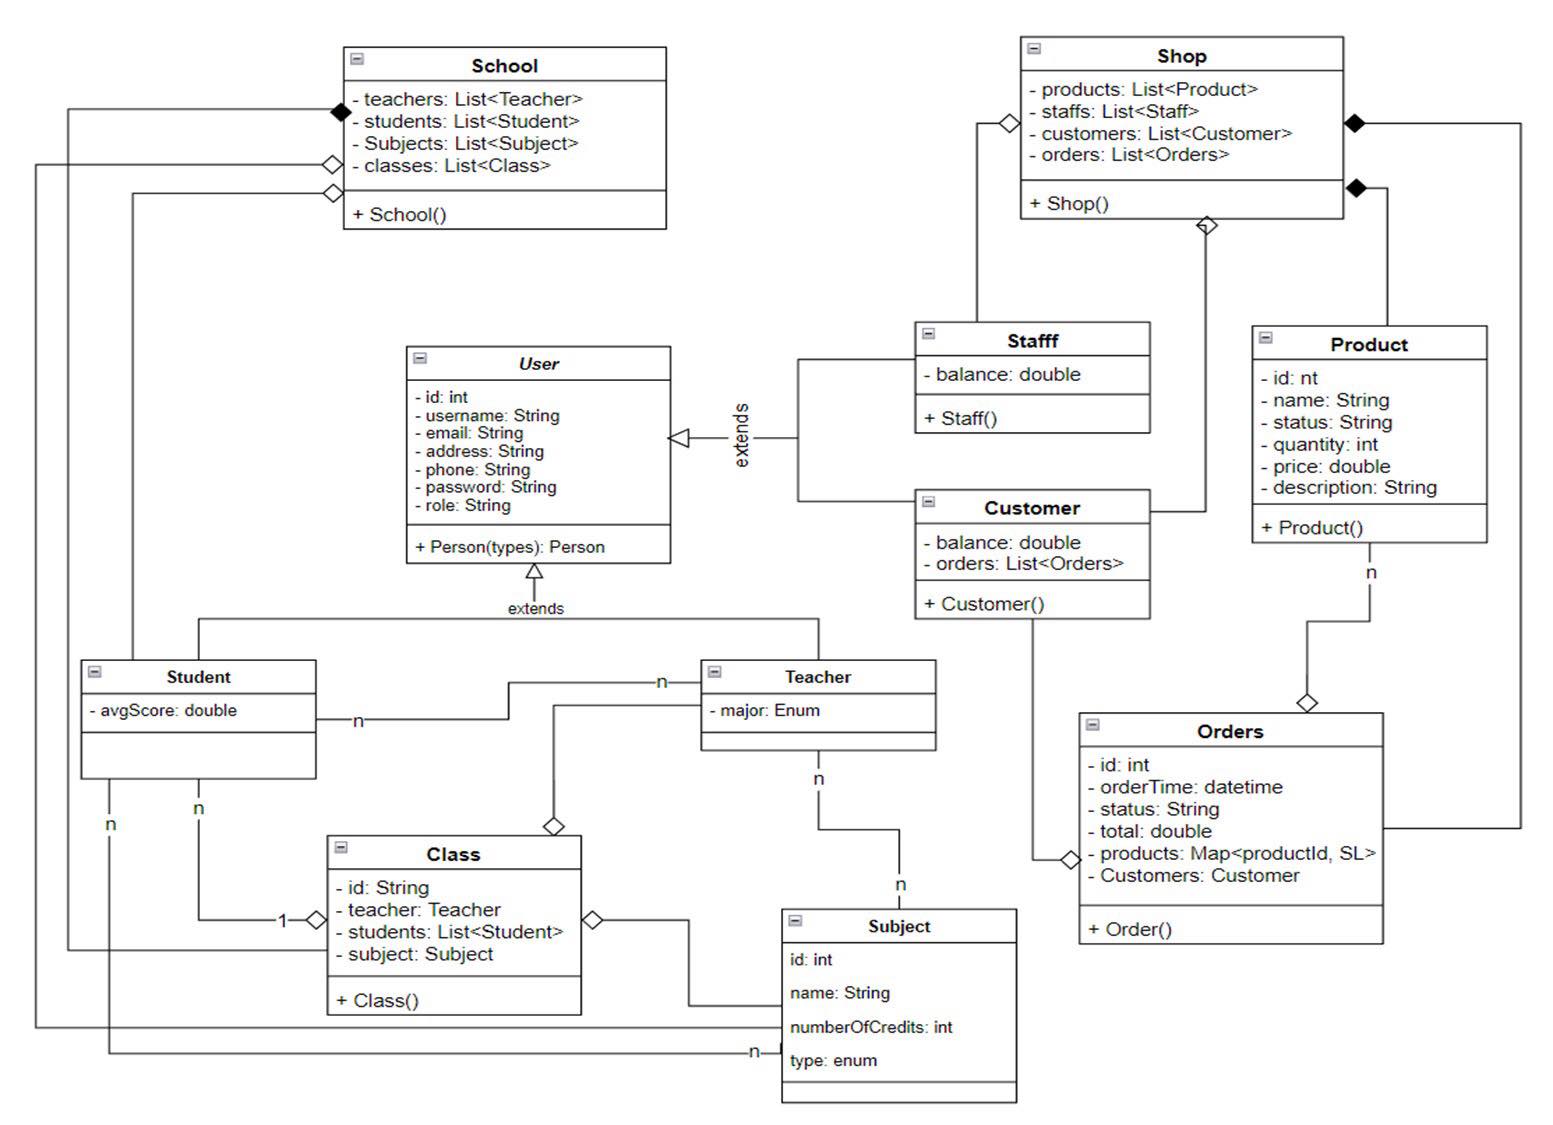 School
- teachers: List<Teacher>
- students: List<Student>
- Subjects: List<Subject>
- classes: List<Class>
+ School()
Shop
- products: List<Product>
- staffs: List<Staff>
- customers: List<Customer>
- orders: List<Orders>
+ Shop()
User
- id: int
- username: String
- email: String
- address: String
- phone: String
- password: String
- role: String
+ Person(types): Person
extends
extends
Stafff
- balance: double
+ Staff()
Customer
- balance: double
- orders: List<Orders>
+ Customer()
Product
- id: nt
- name: String
- status: String
- quantity: int
- price: double
- description: String
+ Product()
n
Student
- avgScore: double
n
n
Teacher
- major: Enum
n
n
n
n
1
Class
- id: String
- teacher: Teacher
- students: List<Student>
- subject: Subject
+ Class()
Subject
id: int
name: String
numberOfCredits: int
type: enum
n
Orders
- id: int
- orderTime: datetime
- status: String
- total: double
- products: Map<productId, SL>
- Customers: Customer
+ Order()